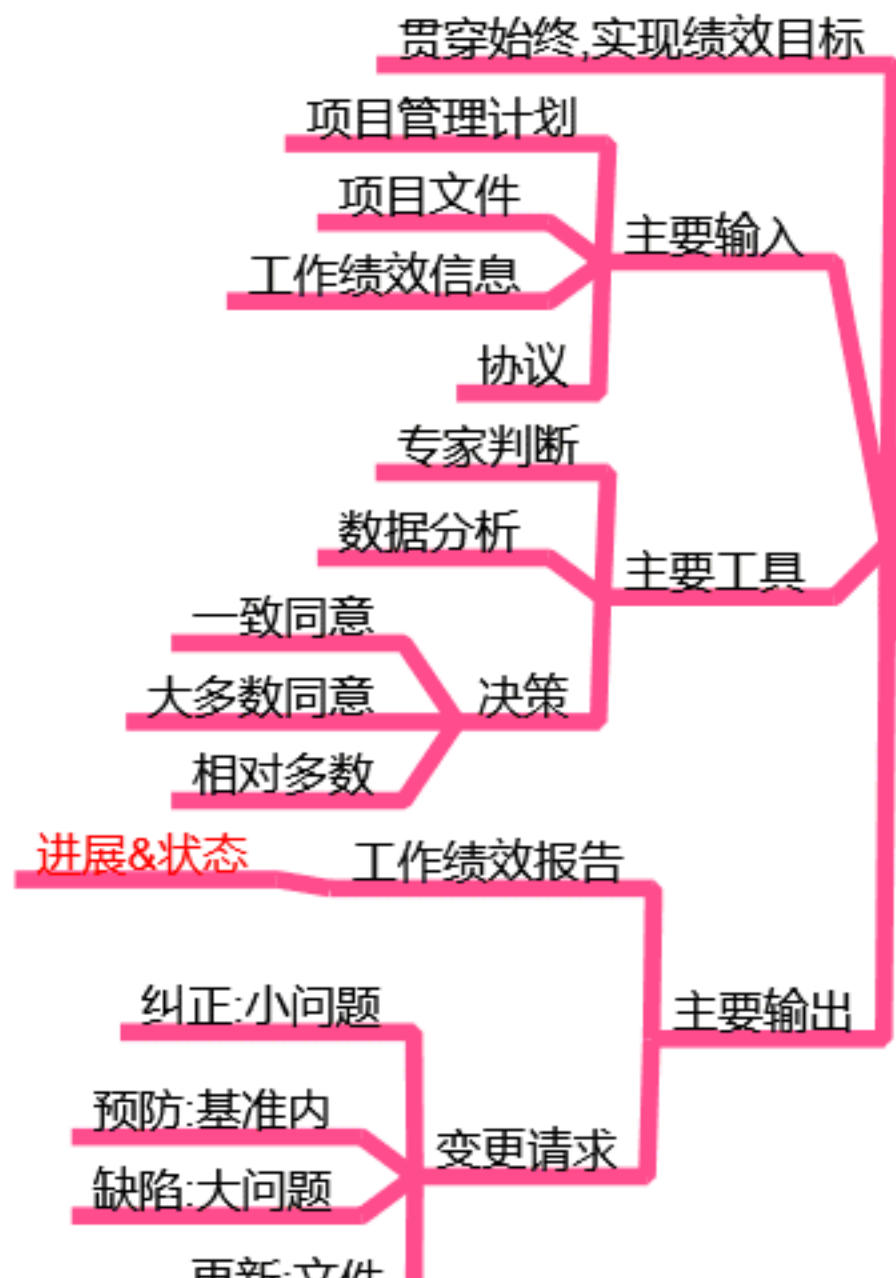 贯穿始终,实现绩效目标
项目管理计划
项目文件
主要输入
工作绩效信息
协议
专家判断
数据分析
主要工具
一致同意
大多数同意
决策
相对多数
进展&状态
工作绩效报告
纠正:小问题
主要输出
预防:基准内
变更请求
缺陷:大问题
更新:文件